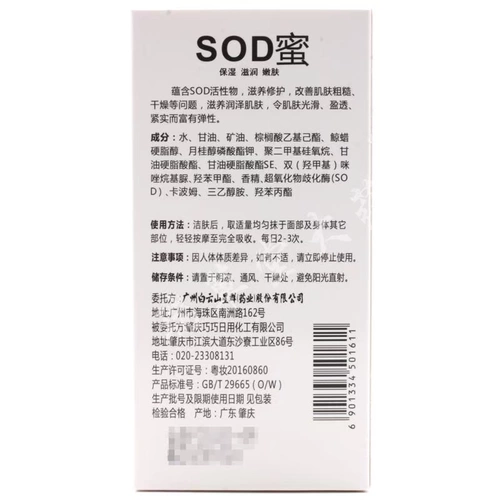 SOD蜜
保湿 滋润 嫩肤
蕴含SOD活性物，滋养修护，改善肌肤粗糙、
干燥等问题，滋养润泽肌肤，令肌肤光滑、盈透、
紧实而富有弹性。
成分：水、甘油、矿油、棕榈酸乙基己酯、鲸蜡
硬脂醇、月桂醇磷酸酯钾、聚二甲基硅氧烷、甘
油硬脂酸酯、甘油硬脂酸酯SE、双（羟甲基）咪
唑烷基脲、羟苯甲酯、香精、超氧化物歧化酶(SO
D)、卡波姆、三乙醇胺、羟苯丙酯
使用方法：洁肤后，取适量均匀抹于面部及身体其它
部位，轻轻按摩至完全吸收。每日2-3次。
注意事项：因人体体质差异，如有不适，请立即停止使用。
储存条件：请置于阴凉、通风、干燥处，避免阳光直射。
委托方：广州白云山星群(药业)股份有限公司
地址:广州市海珠区南洲路162号
被委托方:肇庆巧巧日用化工有限公司
地址:肇庆市江滨大道东沙寮工业区86号
电话：020-23308131
生产许可证号：粤妆20160860
产品标准号：GB/T 29665 (O/W)
生产批号及限期使用日期 见包装
检验合格 产地:广东 肇庆
6 901334 501611